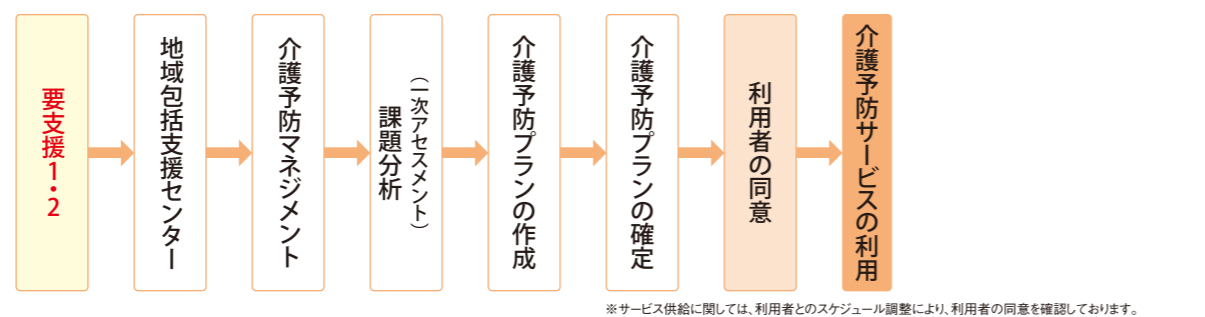 要支援1・2
地域包括支援センター
介護予防マネジメント
課題分析
（一次アセスメント）
介護予防プランの作成
介護予防プランの確定
利用者の同意
介護予防サービスの利用
※サービス供給に関しては、利用者とのスケジュール調整により、利用者の同意を確認しております。